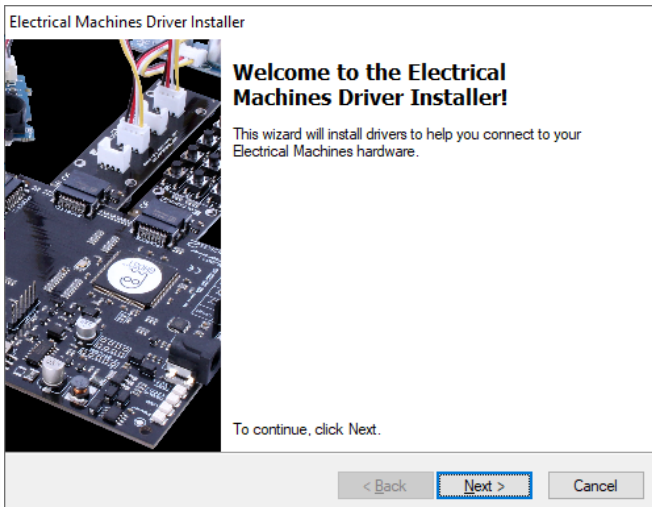 Electrical Machines Driver Installer
Welcome to the Electrical
Machines Driver Installer!
This wizard will install drivers to help you connect to your
Electrical Machines hardware.
To continue, click Next.
< Back
Next >
Cancel